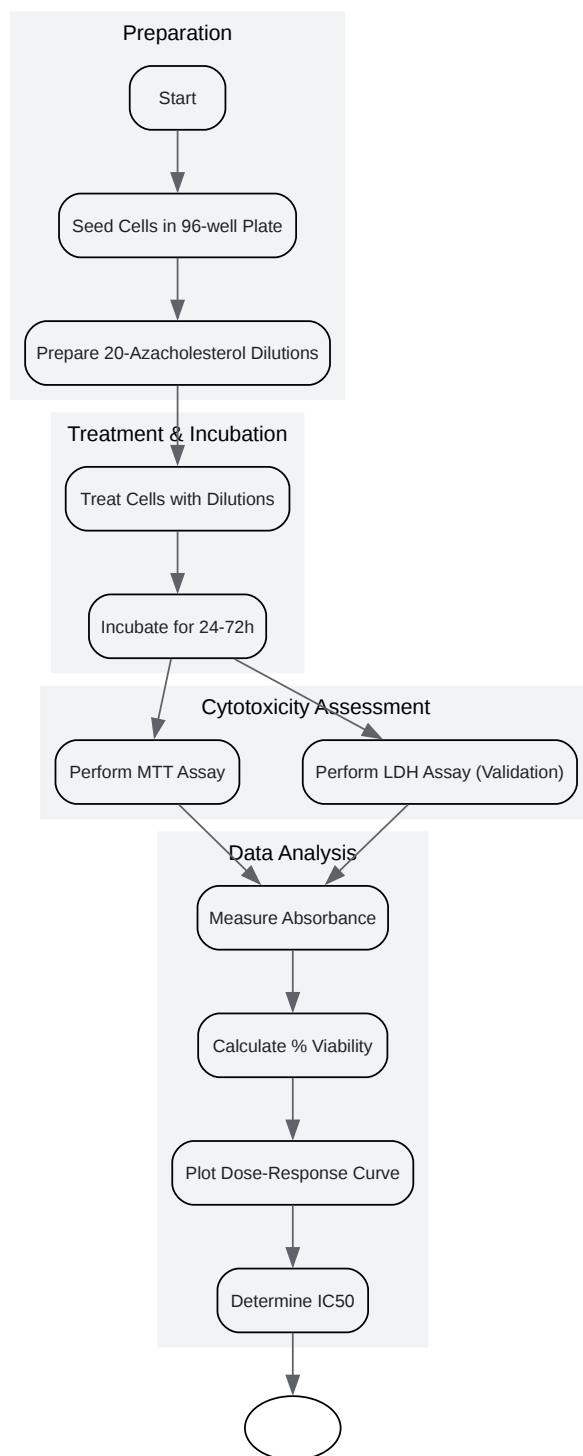 Preparation
Start
Seed Cells in 96-well Plate
Prepare 20-Azacholesterol Dilutions
Treatment & Incubation
Treat Cells with Dilutions
Incubate for 24-72h
Cytotoxicity Assessment
Perform MTT Assay
Perform LDH Assay (Validation)
Data Analysis
Measure Absorbance
Calculate % Viability
Plot Dose-Response Curve
Determine IC50